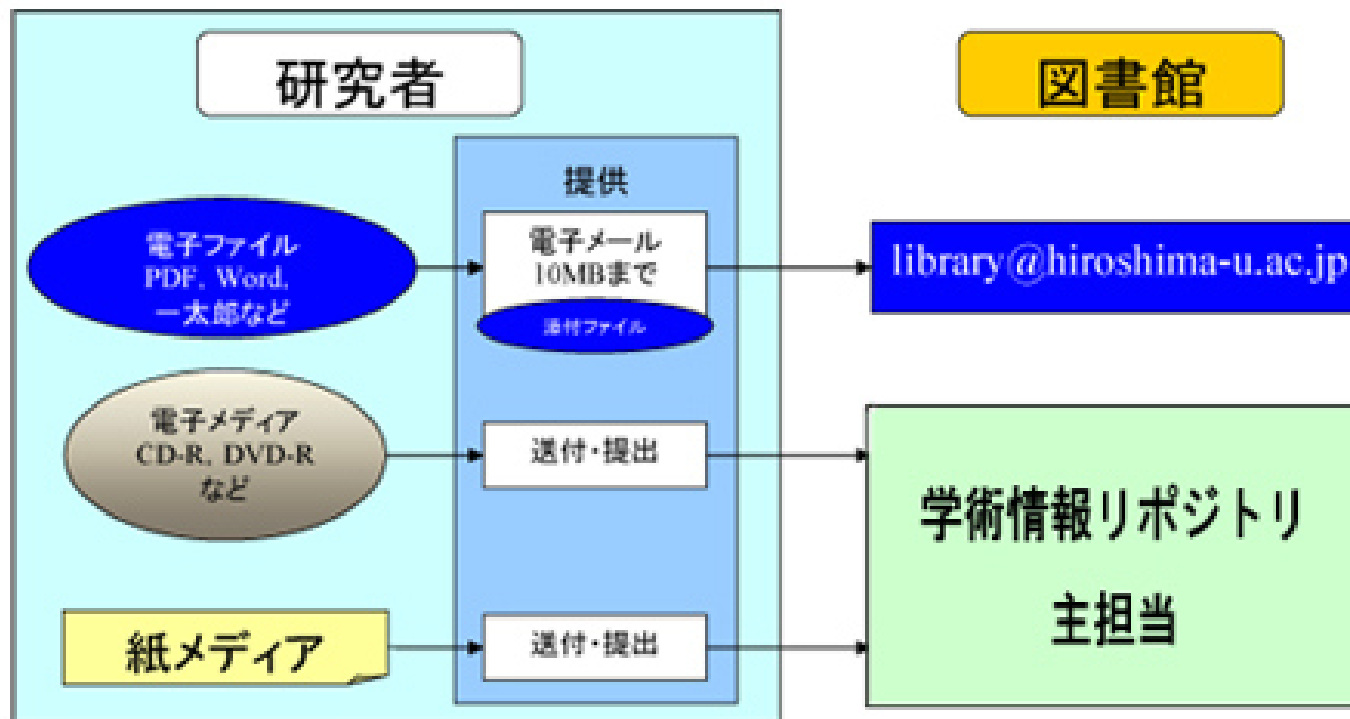 研究者
図書館
提供
電子ファイル
PDF, Word,
一太郎など
電子メール
10MBまで
添付ファイル
library@hiroshima-u.ac.jp
電子メディア
CD-R, DVD-R
など
送付・提出
学術情報リポジトリ
主担当
紙メディア
送付・提出